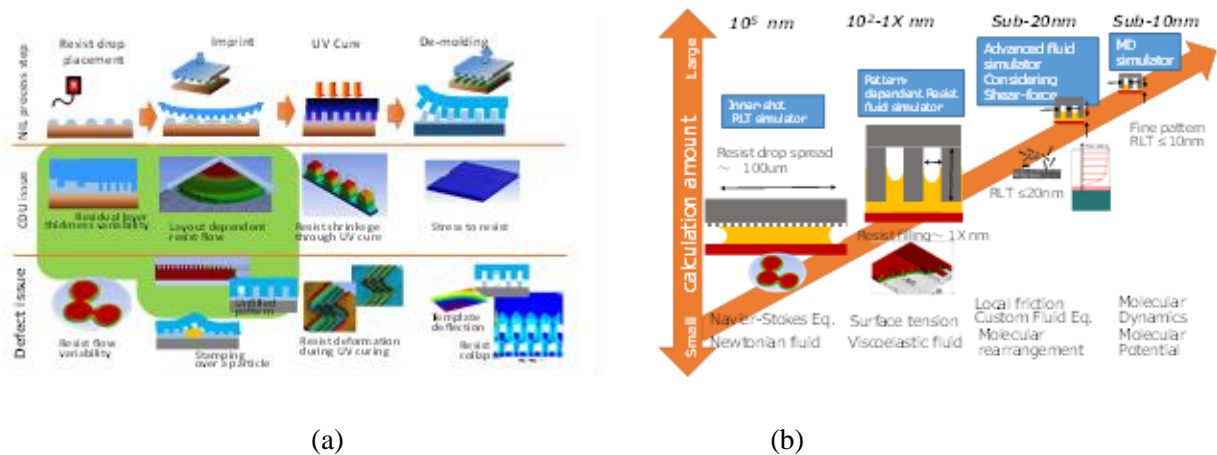 NIL process step
Resist drop
placement
Imprint
UV Cure
De-molding
CDU issue
Residual layer
thickness variability
Layout dependent
resist flow
Resist shrinkage
through UV cure
Stress to resist
Defect issue
Resist flow
variability
Unfilled
pattern
Stamping
over a particle
Resist deformation
during UV curing
Template
deflection
Resist
collapse
(a)
Large
Calculation amount
Small
10⁵ nm
10²-1X nm
Sub-20nm
Sub-10nm
Inner-shot
RLT simulator
Pattern-
dependent Resist
fluid simulator
Advanced fluid
simulator
Considering
Shear-force
MD
simulator
Resist drop spread
～ 100um
Resist filling～ 1X nm
RLT ≤20nm
Fine pattern
RLT ≤ 10nm
Navier-Stokes Eq.
Newtonian fluid
Surface tension
Viscoelastic fluid
Local friction
Custom Fluid Eq.
Molecular
rearrangement
Molecular
Dynamics
Molecular
Potential
(b)